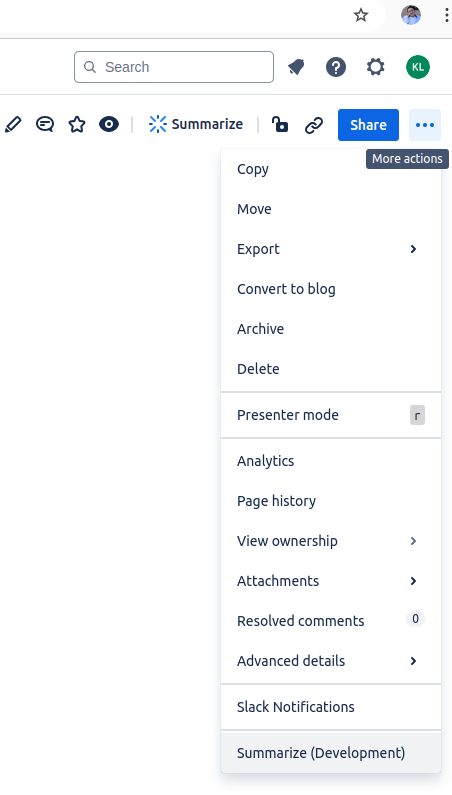 Search
KL
Summarize
Share
More actions
Copy
Move
Export
Convert to blog
Archive
Delete
Presenter mode r
Analytics
Page history
View ownership
Attachments
Resolved comments 0
Advanced details
Slack Notifications
Summarize (Development)